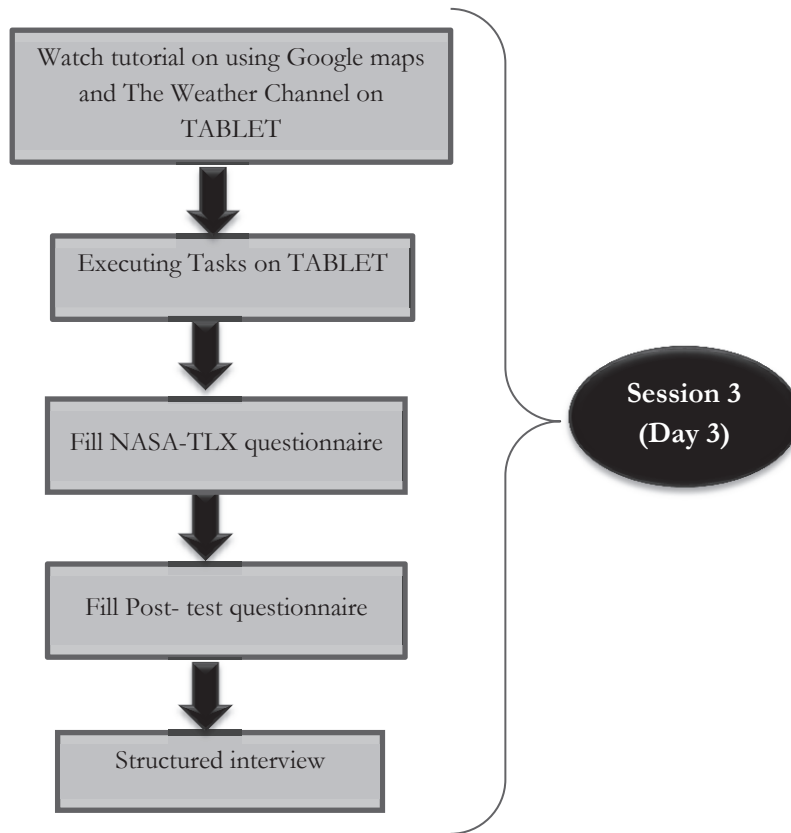 Watch tutorial on using Google maps
and The Weather Channel on
TABLET
Executing Tasks on TABLET
Fill NASA-TLX questionnaire
Fill Post- test questionnaire
Structured interview
Session 3
(Day 3)